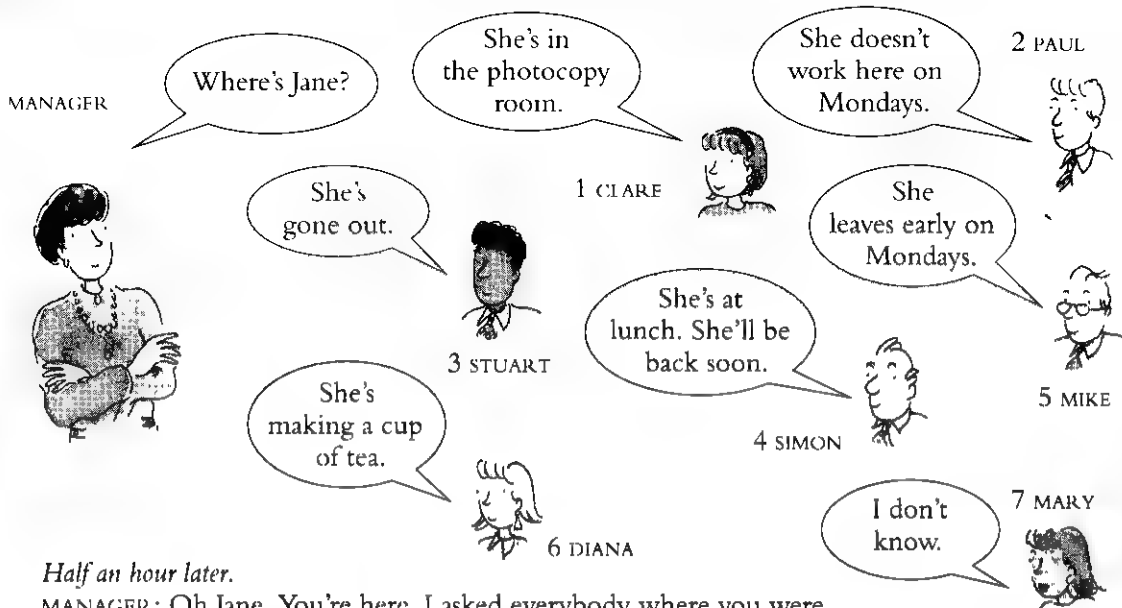 MANAGER
Where's Jane?
She's in
the photocopy
room.
1 CLARE
She doesn't
work here on
Mondays.
2 PAUL
She's
gone out.
3 STUART
She's at
lunch. She'll be
back soon.
4 SIMON
She
leaves early on
Mondays.
5 MIKE
She's
making a cup
of tea.
6 DIANA
I don't
know.
7 MARY
Half an hour later.
MANAGER: Oh Jane. You're here. I asked everybody where you were.